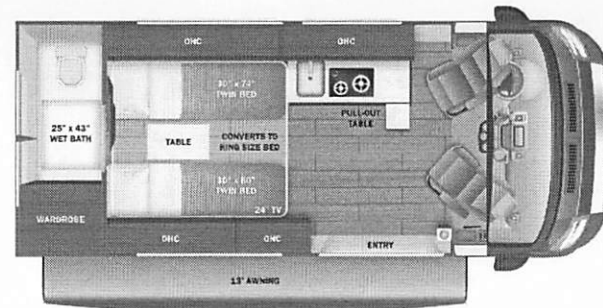 OHC
OHC
30" x 74"
TWIN BED
PULL-OUT
TABLE
25" x 43"
WET BATH
TABLE
CONVERTS TO
KING SIZE BED
30" x 80"
TWIN BED
24" TV
WARDROBE
OHC
OHC
ENTRY
13' AWNING